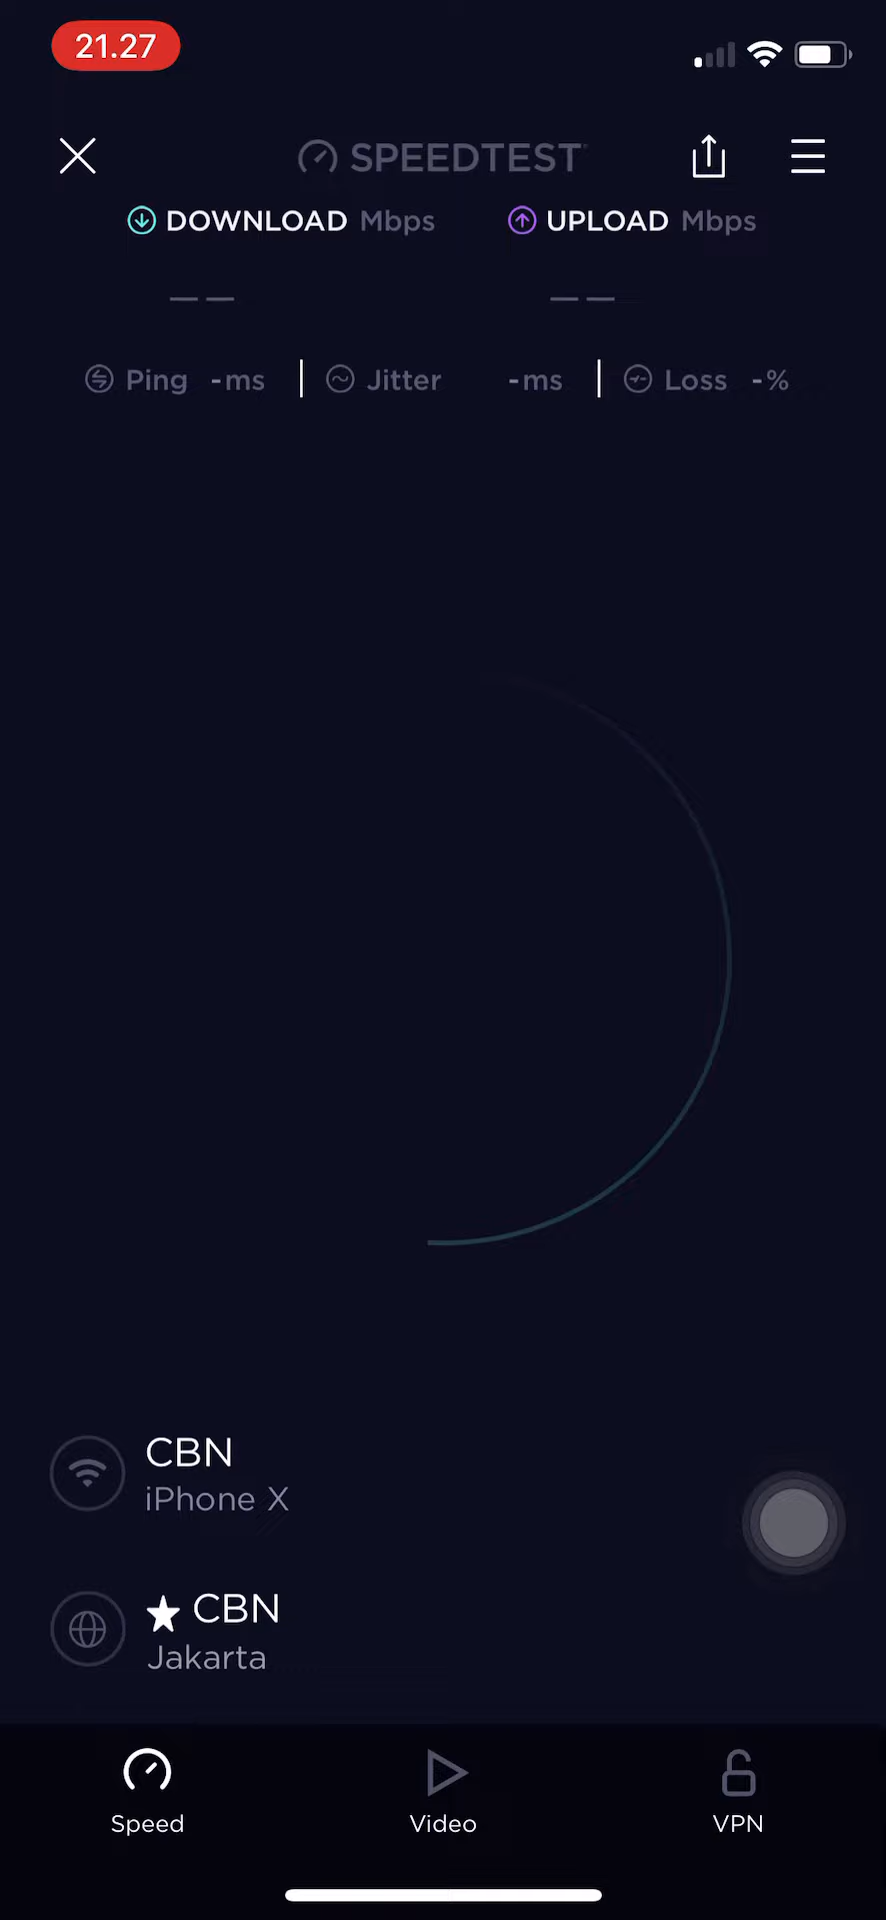 21.27
SPEEDTEST
DOWNLOAD Mbps
UPLOAD Mbps
— —
— —
Ping -ms
Jitter -ms
Loss -%
CBN
iPhone X
★ CBN
Jakarta
Speed
Video
VPN